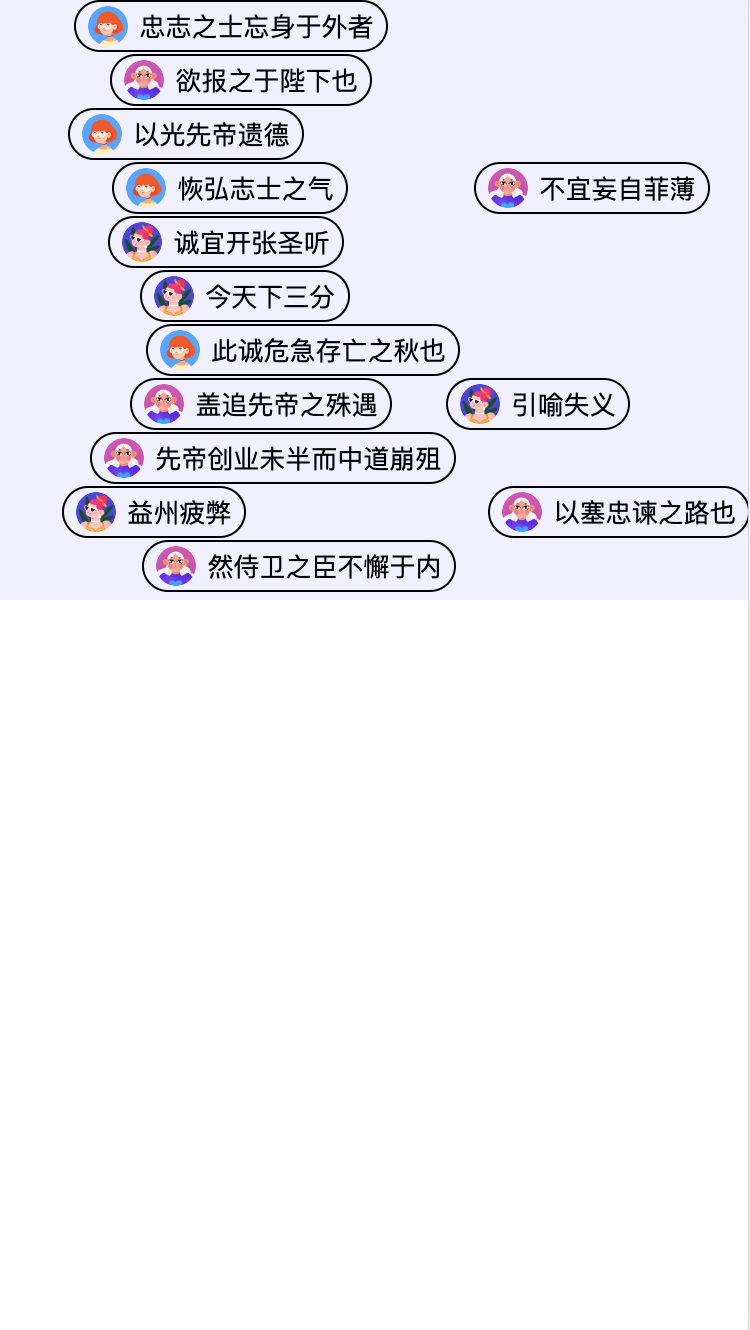 忠志之士忘身于外者
欲报之于陛下也
以光先帝遗德
恢弘志士之气
不宜妄自菲薄
诚宜开张圣听
今天下三分
此诚危急存亡之秋也
盖追先帝之殊遇
引喻失义
先帝创业未半而中道崩殂
益州疲弊
以塞忠谏之路也
然侍卫之臣不懈于内